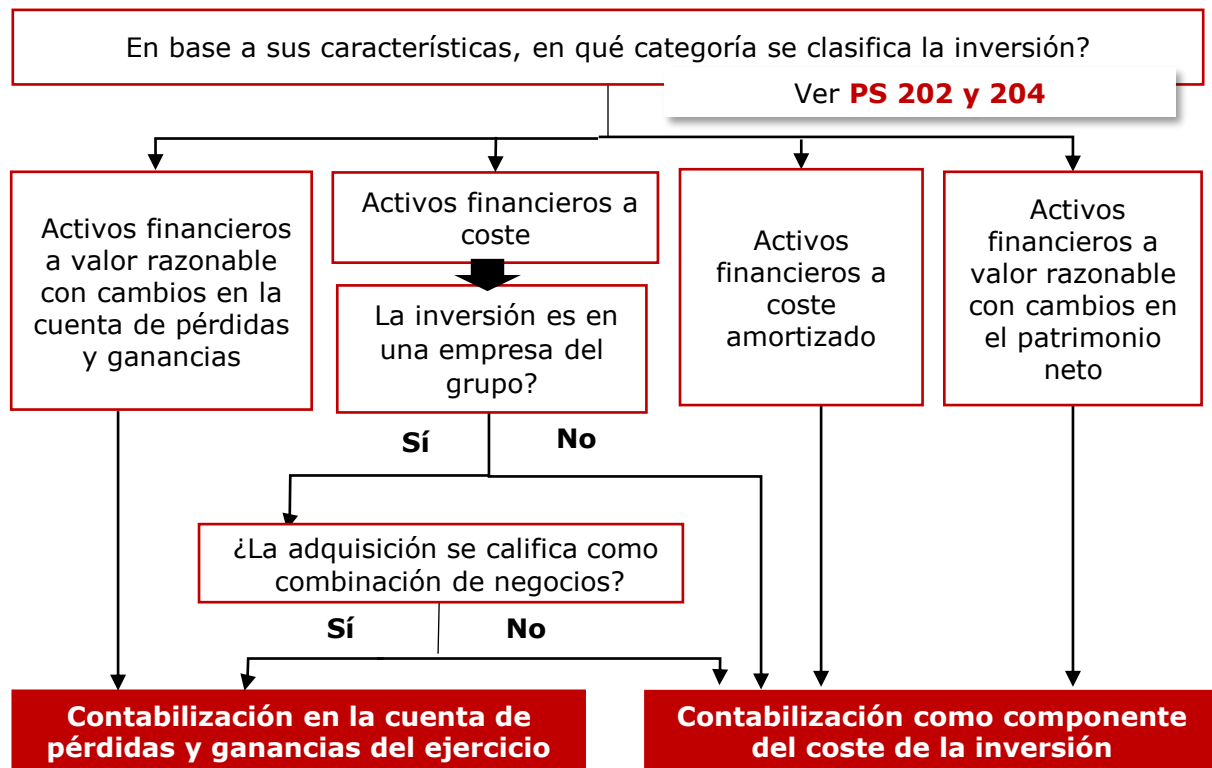 En base a sus características, en qué categoría se clasifica la inversión?
Ver PS 202 y 204
Activos financieros
a valor razonable
con cambios en la
cuenta de pérdidas
y ganancias
Activos financieros a
coste
La inversión es en
una empresa del
grupo?
Activos
financieros a
coste
amortizado
Activos
financieros a
valor razonable
con cambios en
el patrimonio
neto
Sí
No
¿La adquisición se califica como
combinación de negocios?
Sí
No
Contabilización en la cuenta de
pérdidas y ganancias del ejercicio
Contabilización como componente
del coste de la inversión